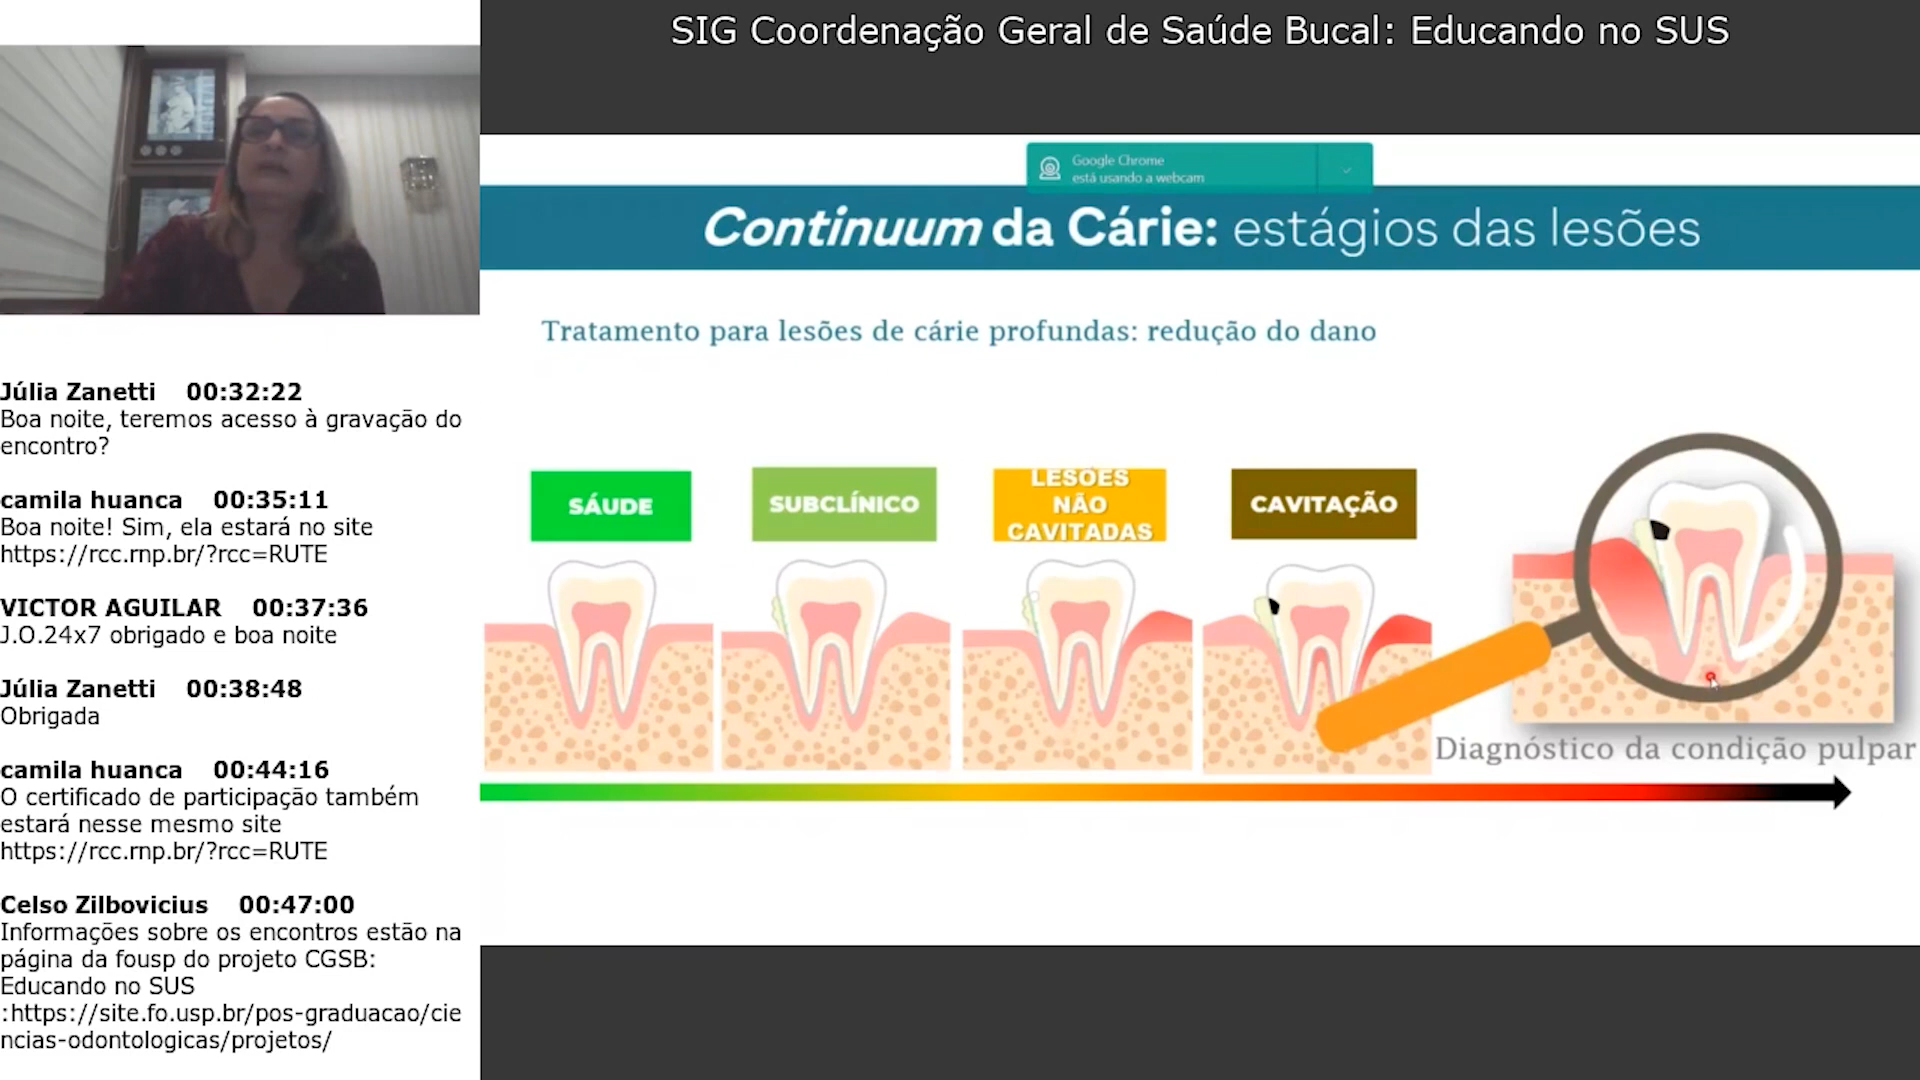 SIG Coordenação Geral de Saúde Bucal: Educando no SUS
Google Chrome
está usando a webcam
Continuum da Cárie: estágios das lesões
Tratamento para lesões de cárie profundas: redução do dano
SÁUDE
SUBCLÍNICO
LESÕES
NÃO
CAVITADAS
CAVITAÇÃO
Diagnóstico da condição pulpar
Júlia Zanetti 00:32:22
Boa noite, teremos acesso à gravação do
encontro?
camila huanca 00:35:11
Boa noite! Sim, ela estará no site
https://rcc.rnp.br/?rcc=RUTE
VICTOR AGUILAR 00:37:36
J.O.24x7 obrigado e boa noite
Júlia Zanetti 00:38:48
Obrigada
camila huanca 00:44:16
O certificado de participação também
estará nesse mesmo site
https://rcc.rnp.br/?rcc=RUTE
Celso Zilbovicius 00:47:00
Informações sobre os encontros estão na
página da fousp do projeto CGSB:
Educando no SUS
:https://site.fo.usp.br/pos-graduacao/cie
ncias-odontologicas/projetos/